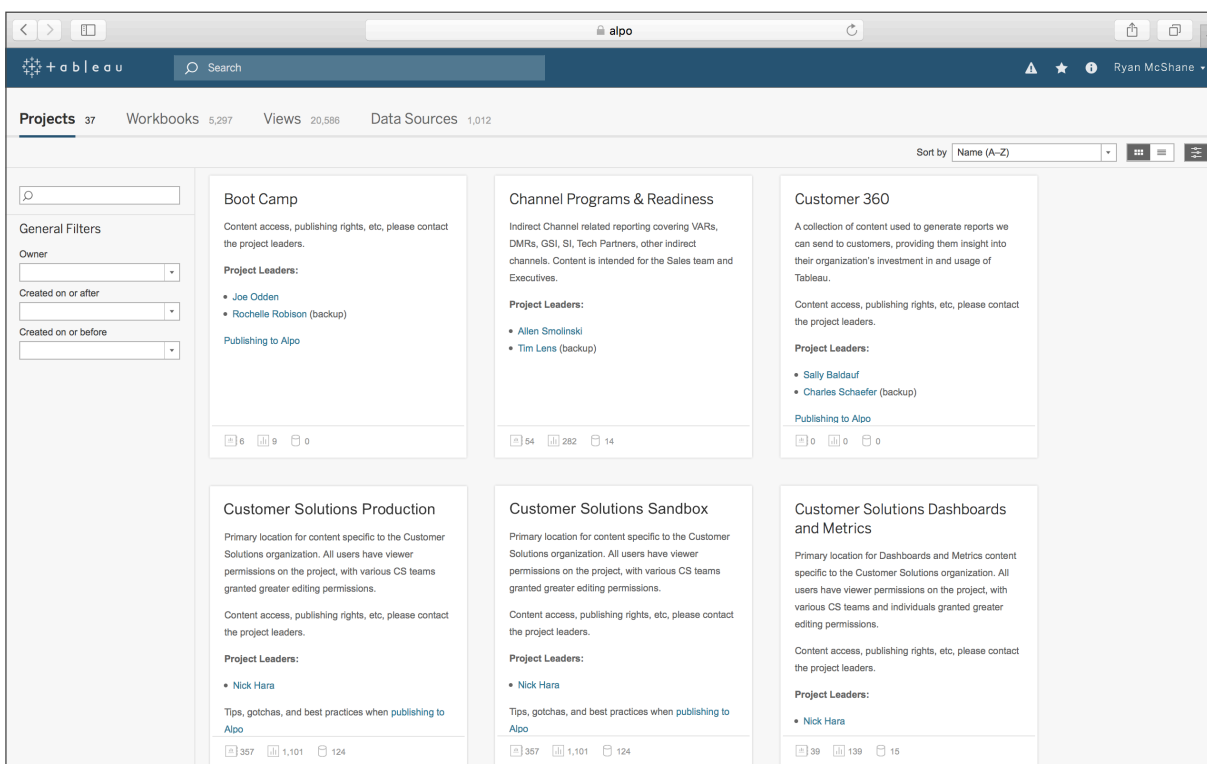 alpo
+ a b | e a u
Search
Ryan McShane
Projects 37
Workbooks 5,297
Views 20,586
Data Sources 1,012
Sort by Name (A–Z)
General Filters
Owner
Created on or after
Created on or before
Boot Camp
Content access, publishing rights, etc, please contact
the project leaders.
Project Leaders:
• Joe Odden
• Rochelle Robison (backup)
Publishing to Alpo
6 9 0
Channel Programs & Readiness
Indirect Channel related reporting covering VARs,
DMRs, GSI, SI, Tech Partners, other indirect
channels. Content is intended for the Sales team and
Executives.
Project Leaders:
• Allen Smolinski
• Tim Lens (backup)
54 282 14
Customer 360
A collection of content used to generate reports we
can send to customers, providing them insight into
their organization's investment in and usage of
Tableau.
Content access, publishing rights, etc, please contact
the project leaders.
Project Leaders:
• Sally Baldauf
• Charles Schaefer (backup)
Publishing to Alpo
0 0 0
Customer Solutions Production
Primary location for content specific to the Customer
Solutions organization. All users have viewer
permissions on the project, with various CS teams
granted greater editing permissions.
Content access, publishing rights, etc, please contact
the project leaders.
Project Leaders:
• Nick Hara
Tips, gotchas, and best practices when publishing to
Alpo
357 1,101 124
Customer Solutions Sandbox
Primary location for content specific to the Customer
Solutions organization. All users have viewer
permissions on the project, with various CS teams
granted greater editing permissions.
Content access, publishing rights, etc, please contact
the project leaders.
Project Leaders:
• Nick Hara
Tips, gotchas, and best practices when publishing to
Alpo
357 1,101 124
Customer Solutions Dashboards
and Metrics
Primary location for Dashboards and Metrics content
specific to the Customer Solutions organization. All
users have viewer permissions on the project, with
various CS teams and individuals granted greater
editing permissions.
Content access, publishing rights, etc, please contact
the project leaders.
Project Leaders:
• Nick Hara
39 139 15